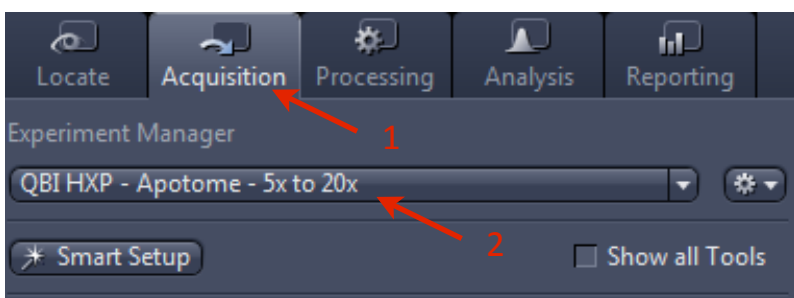 Locate Acquisition Processing Analysis Reporting
Experiment Manager 1
QBI HXP - Apotome - 5x to 20x
Smart Setup 2 Show all Tools